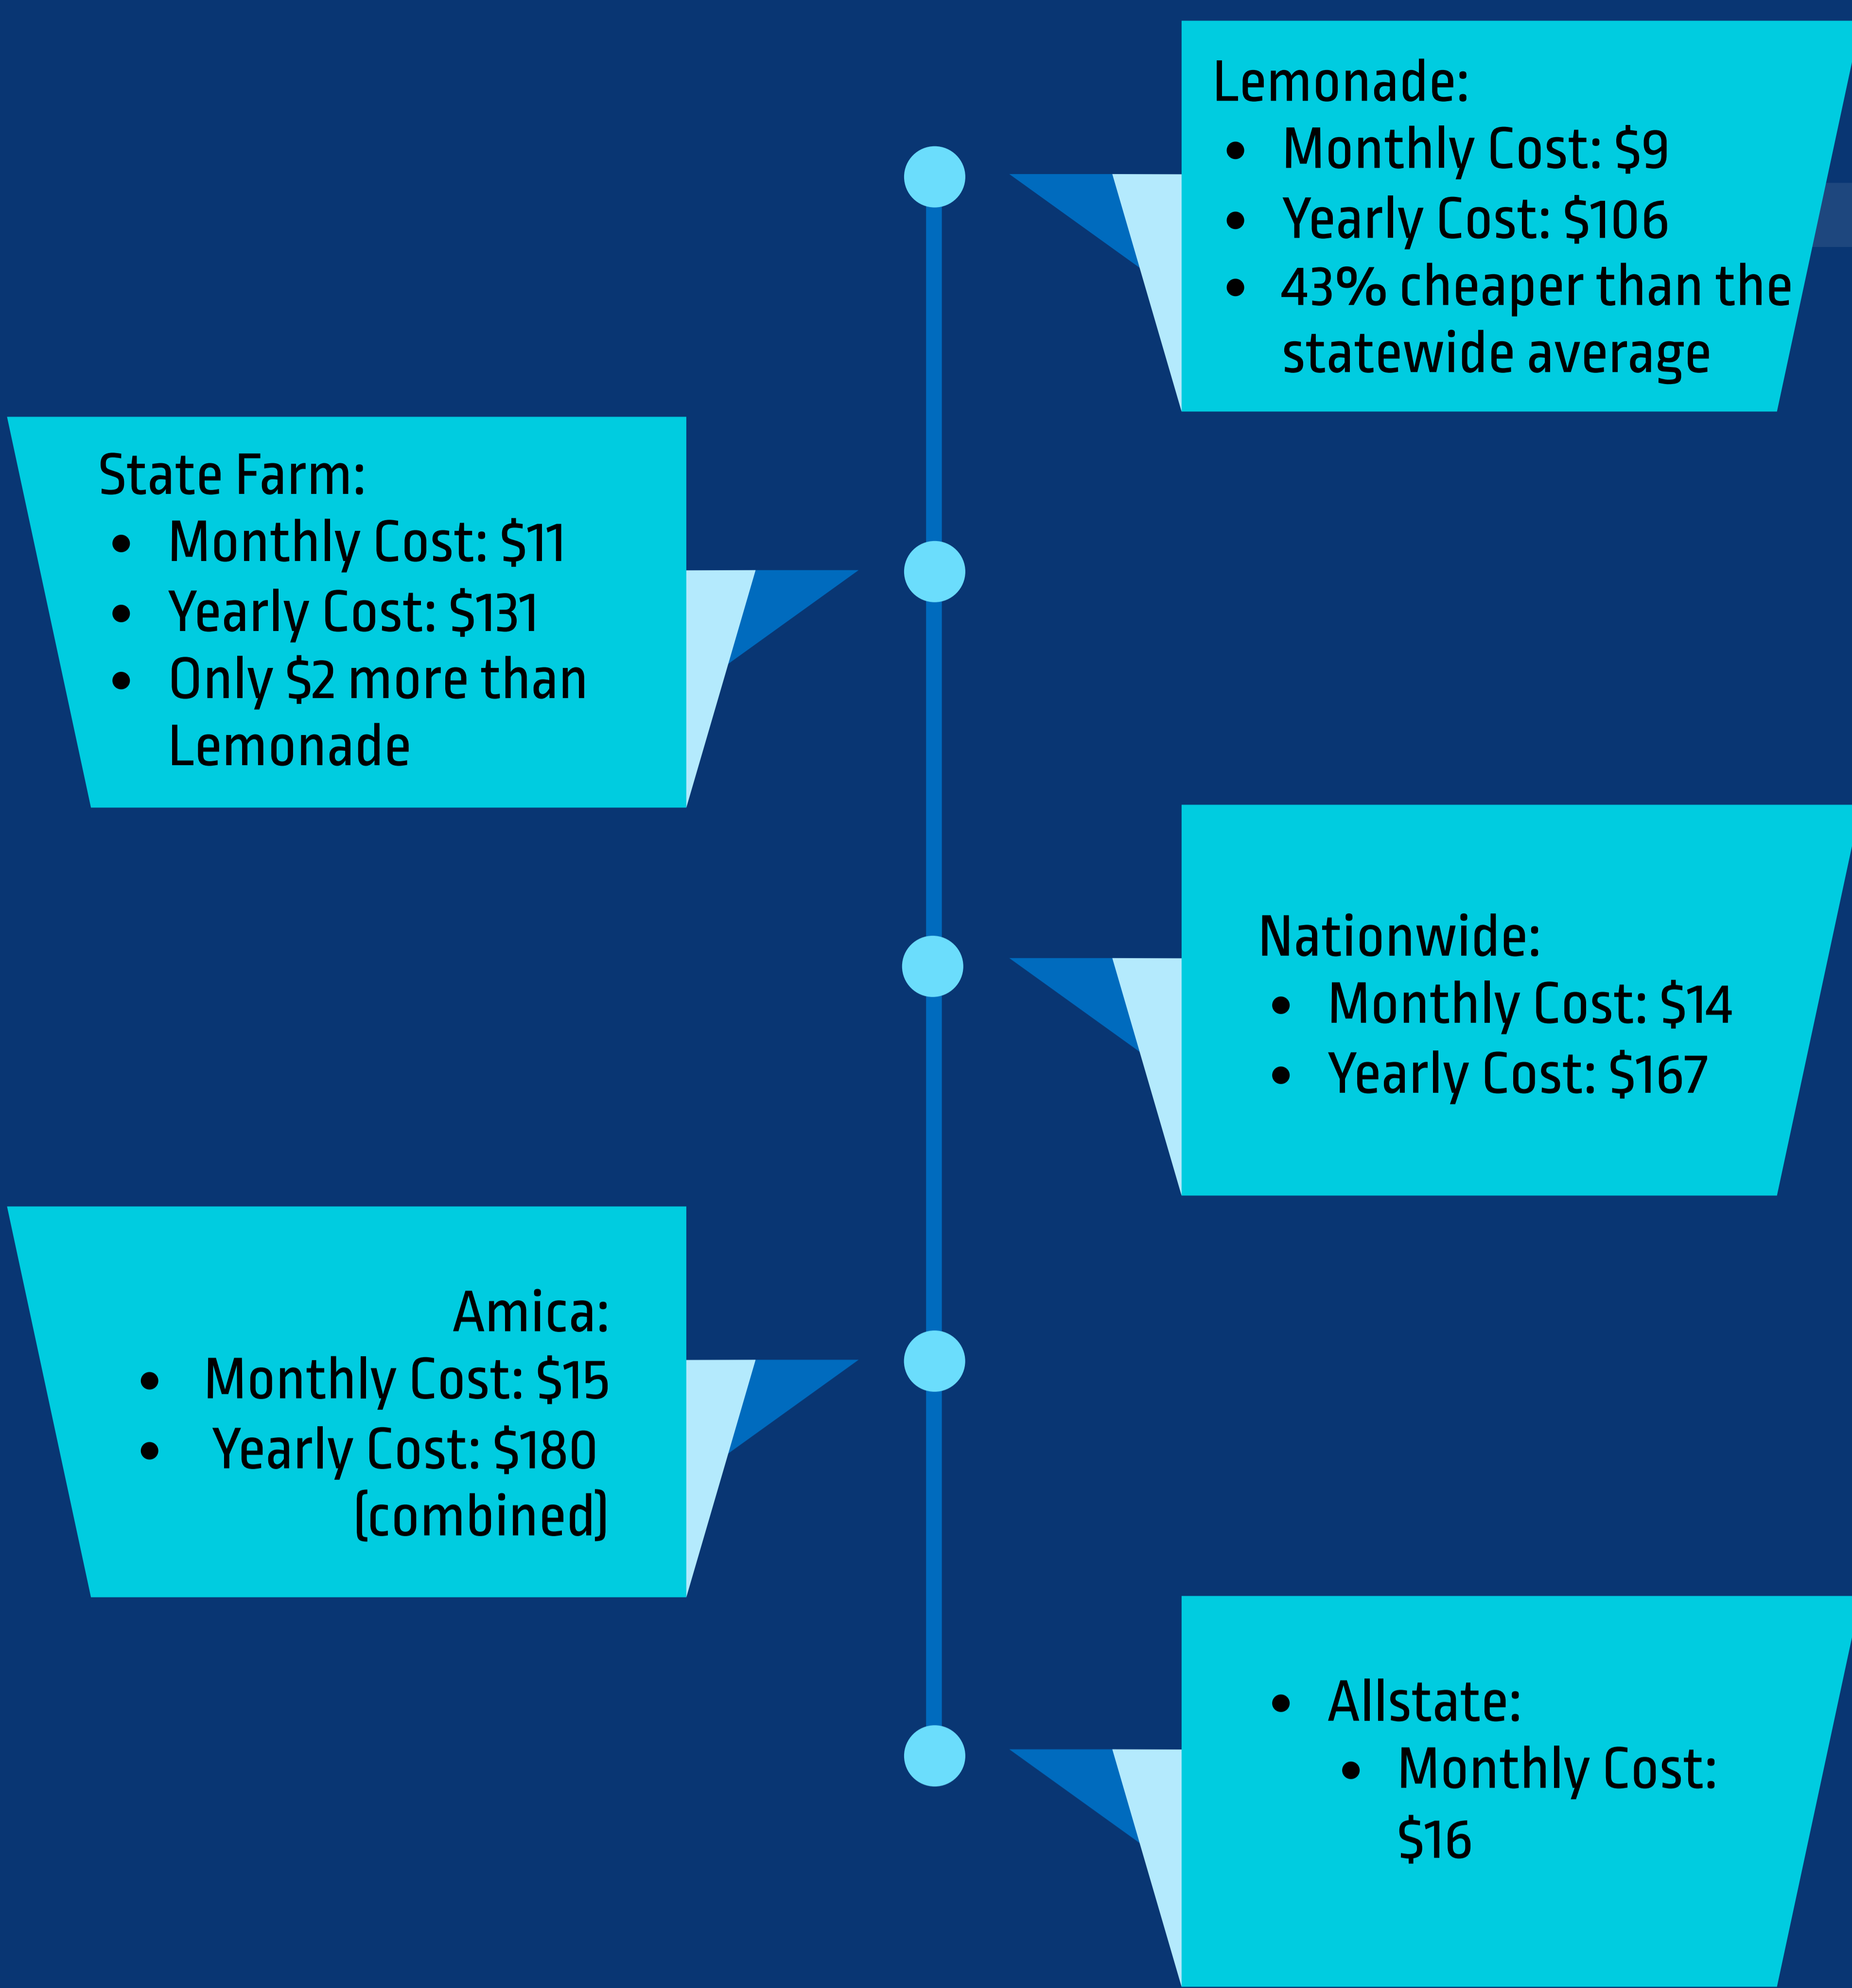 Lemonade:
• Monthly Cost: $9
• Yearly Cost: $106
• 43% cheaper than the
statewide average
State Farm:
• Monthly Cost: $11
• Yearly Cost: $131
• Only $2 more than
Lemonade
Nationwide:
• Monthly Cost: $14
• Yearly Cost: $167
Amica:
• Monthly Cost: $15
• Yearly Cost: $180
(combined)
• Allstate:
• Monthly Cost:
$16